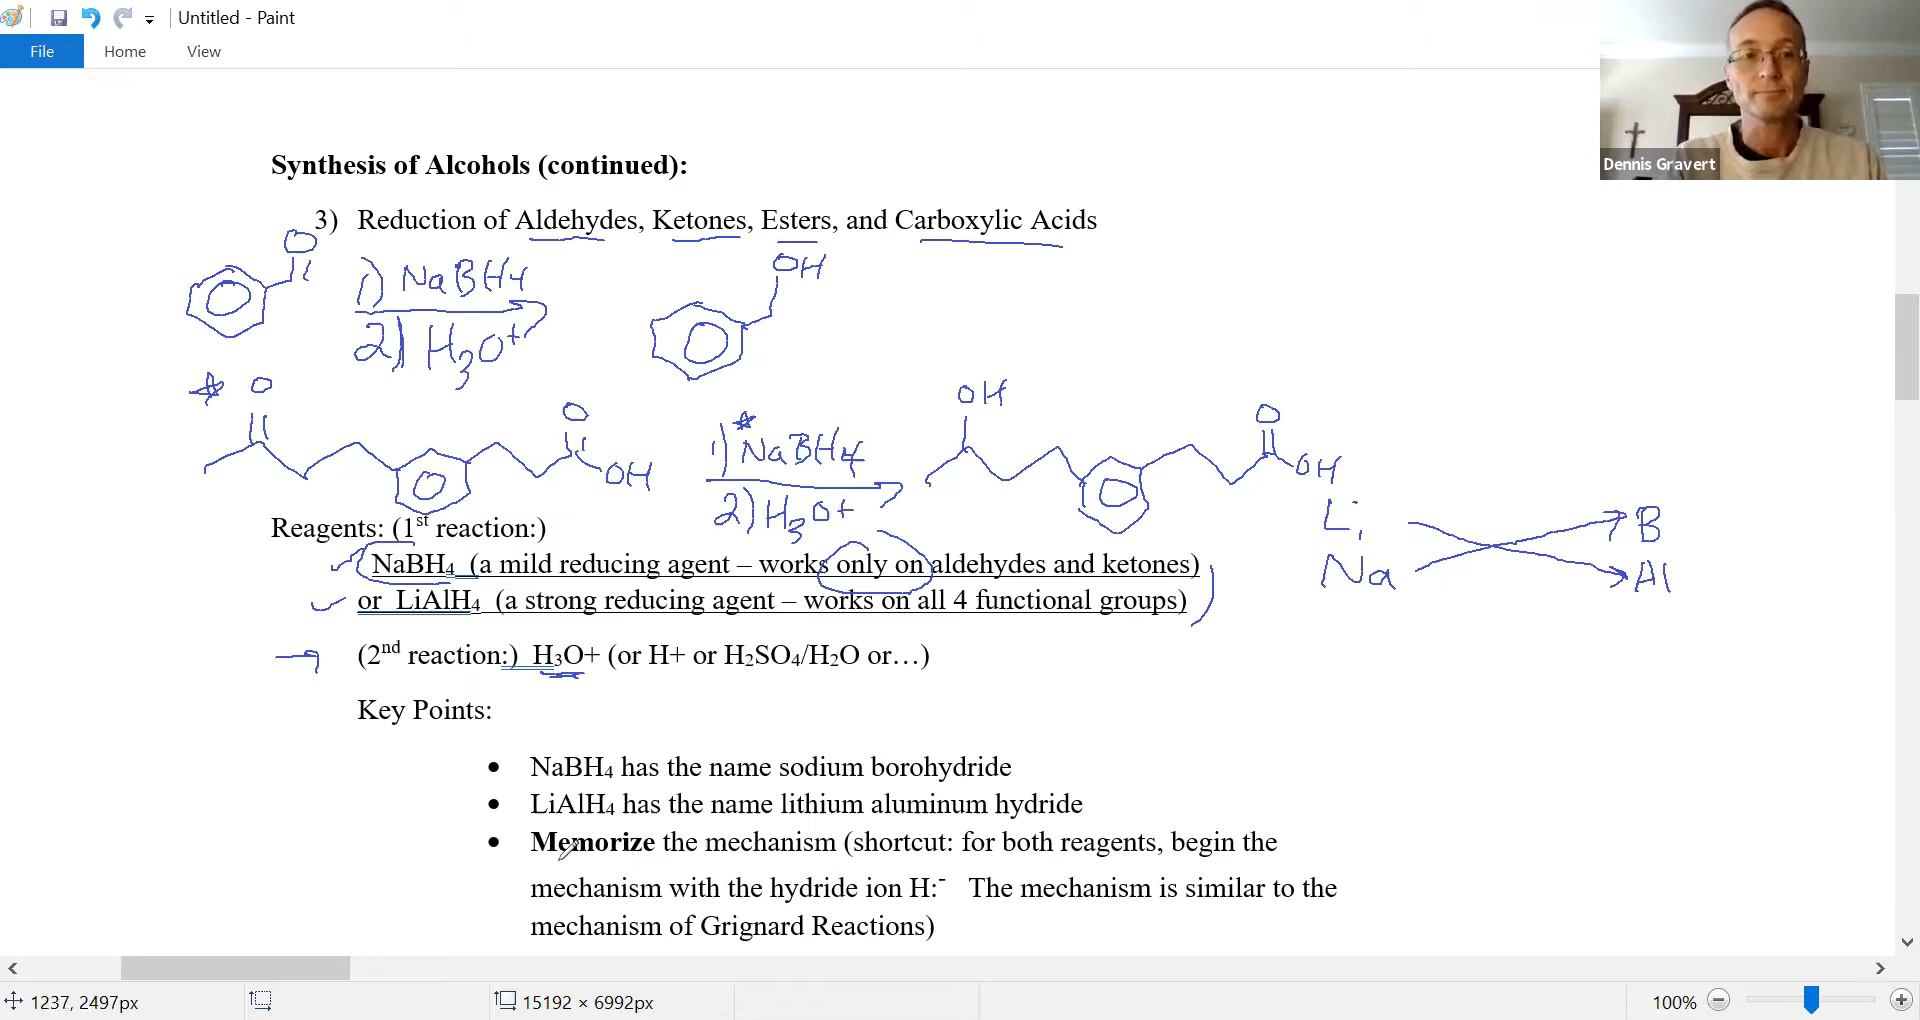 Untitled - Paint
File Home View
Dennis Gravert
Synthesis of Alcohols (continued):
3) Reduction of Aldehydes, Ketones, Esters, and Carboxylic Acids
O
1) NaBH4
2) H3O+
OH
O
O
OH
1) NaBH4
2) H3O+
OH
O
OH
Li B
Na Al
Reagents: (1st reaction:)
NaBH4 (a mild reducing agent – works only on aldehydes and ketones)
or LiAlH4 (a strong reducing agent – works on all 4 functional groups)
(2nd reaction:) H3O+ (or H+ or H2SO4/H2O or…)
Key Points:
• NaBH4 has the name sodium borohydride
• LiAlH4 has the name lithium aluminum hydride
• Memorize the mechanism (shortcut: for both reagents, begin the
mechanism with the hydride ion H:- The mechanism is similar to the
mechanism of Grignard Reactions)
1237, 2497px
15192 × 6992px
100%